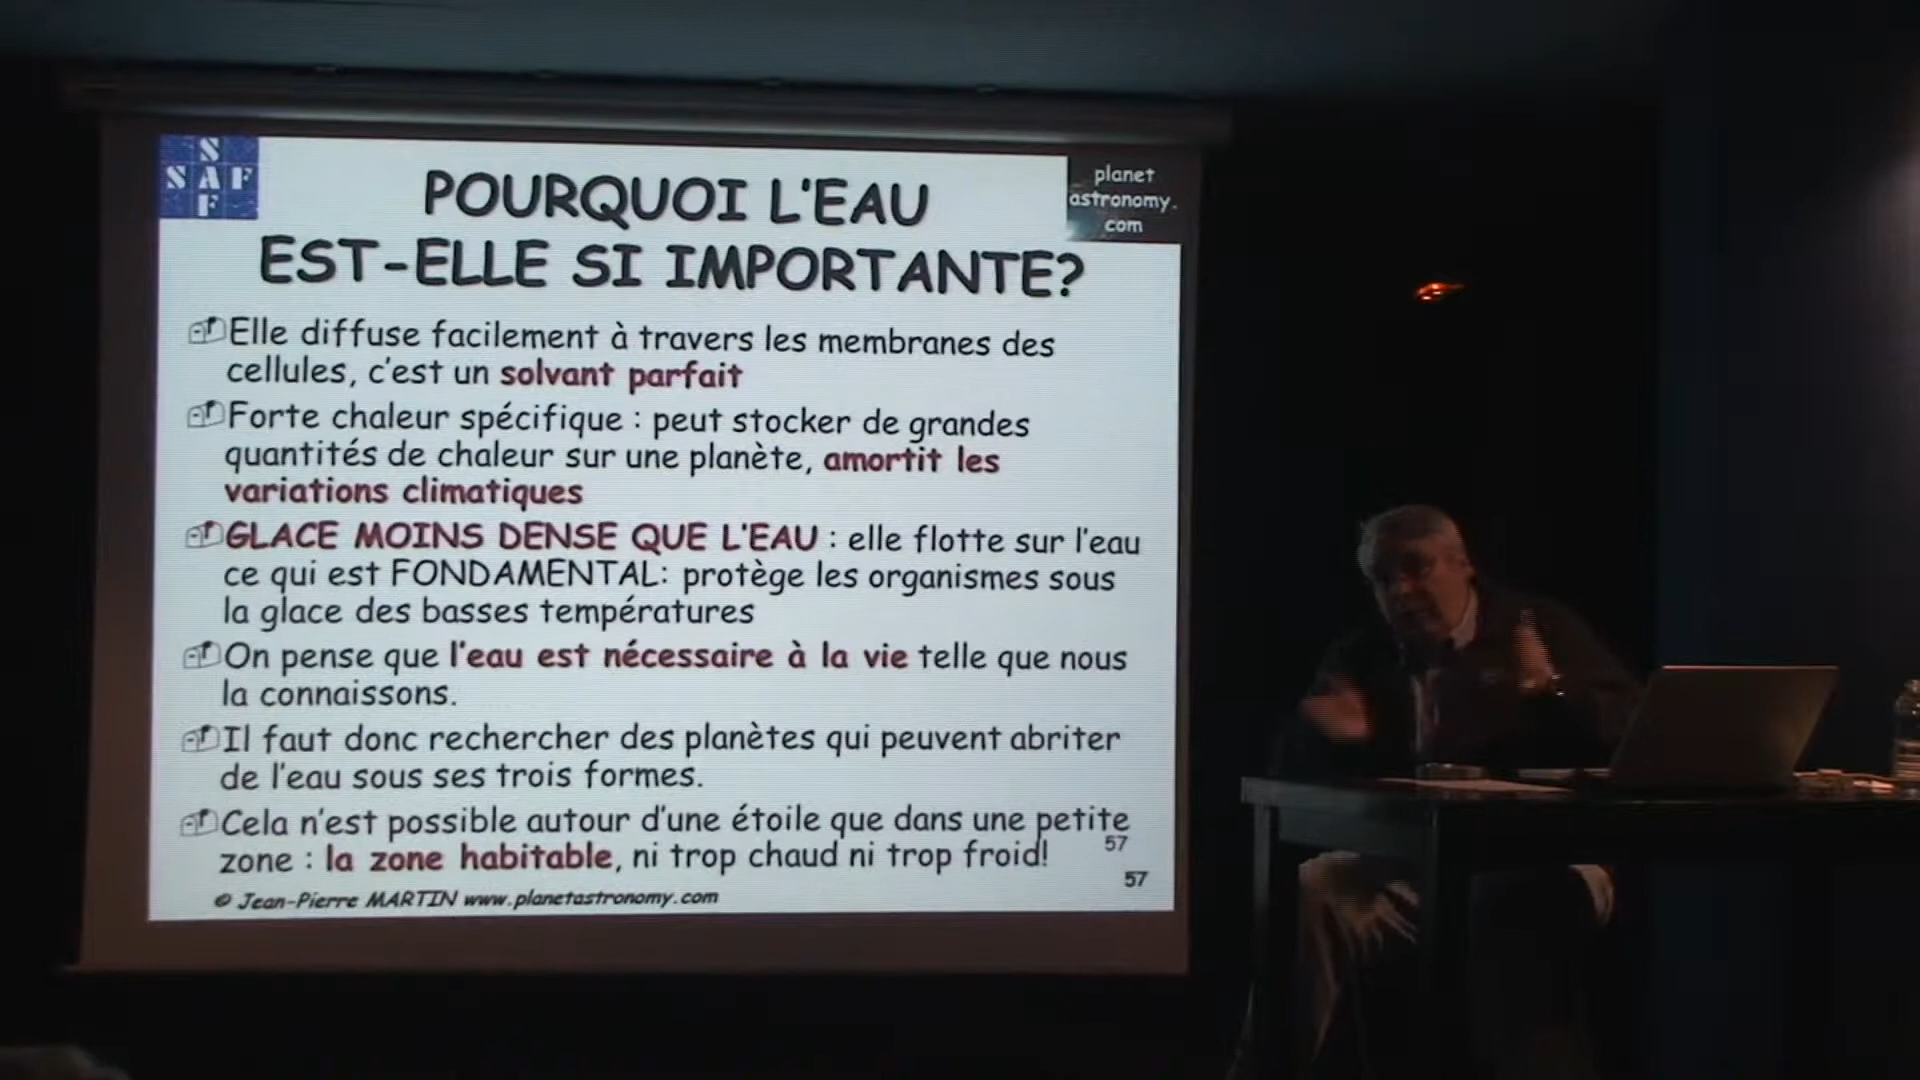 S
SAF
F
planet
astronomy.
com
POURQUOI L'EAU
EST-ELLE SI IMPORTANTE?
Elle diffuse facilement à travers les membranes des
cellules, c'est un solvant parfait
Forte chaleur spécifique : peut stocker de grandes
quantités de chaleur sur une planète, amortit les
variations climatiques
GLACE MOINS DENSE QUE L'EAU : elle flotte sur l'eau
ce qui est FONDAMENTAL: protège les organismes sous
la glace des basses températures
On pense que l'eau est nécessaire à la vie telle que nous
la connaissons.
Il faut donc rechercher des planètes qui peuvent abriter
de l'eau sous ses trois formes.
Cela n'est possible autour d'une étoile que dans une petite
zone : la zone habitable, ni trop chaud ni trop froid!
57
57
© Jean-Pierre MARTIN www.planetastronomy.com